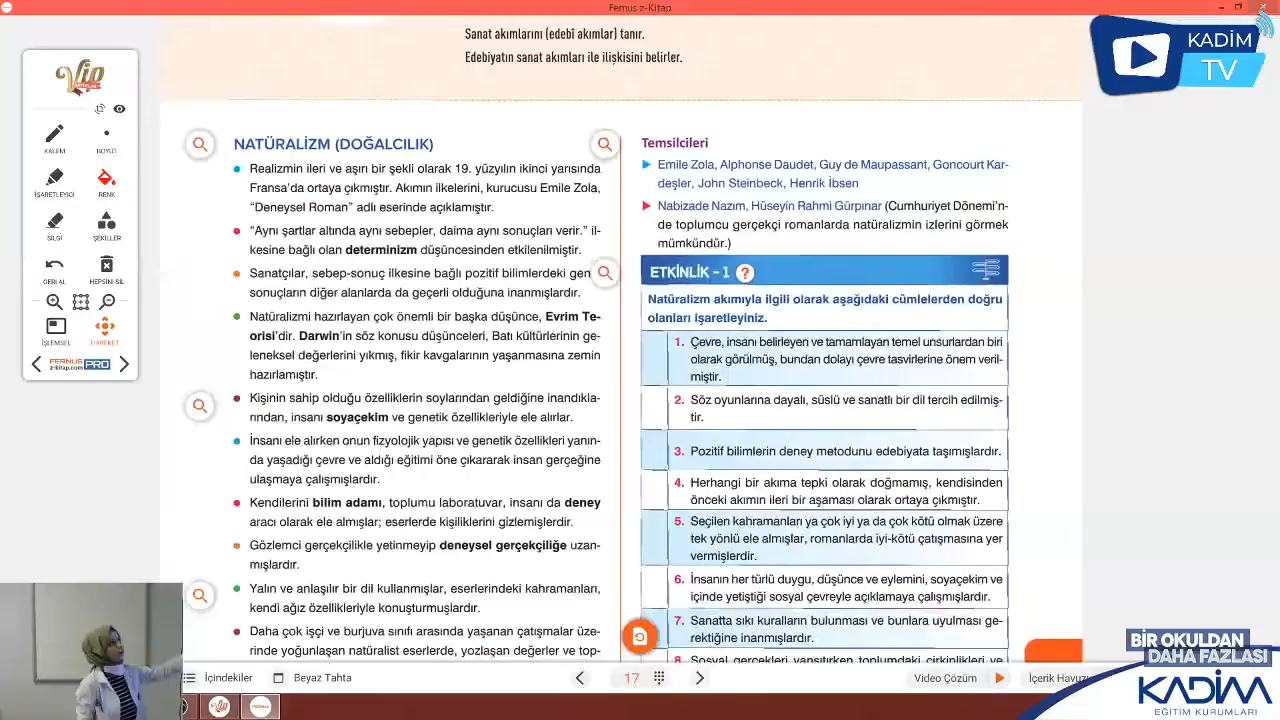 Fernus z-Kitap
Sanat akımlarını (edebî akımlar) tanır.
Edebiyatın sanat akımları ile ilişkisini belirler.
KADİM
TV
Vip
KALEM
BOYUT
İŞARETLEYİCİ
RENK
SİLGİ
ŞEKİLLER
GERİ AL
HEPSİNİ SİL
İŞLEMSEL
HAREKET
FERNUS
z-kitap.com
PRO
NATÜRALİZM (DOĞALCILIK)
Realizmin ileri ve aşırı bir şekli olarak 19. yüzyılın ikinci yarısında
Fransa’da ortaya çıkmıştır. Akımın ilkelerini, kurucusu Emile Zola,
“Deneysel Roman” adlı eserinde açıklamıştır.
“Aynı şartlar altında aynı sebepler, daima aynı sonuçları verir.” il-
kesine bağlı olan determinizm düşüncesinden etkilenilmiştir.
Sanatçılar, sebep-sonuç ilkesine bağlı pozitif bilimlerdeki gen
sonuçların diğer alanlarda da geçerli olduğuna inanmışlardır.
Natüralizmi hazırlayan çok önemli bir başka düşünce, Evrim Te-
orisi’dir. Darwin’in söz konusu düşünceleri, Batı kültürlerinin ge-
leneksel değerlerini yıkmış, fikir kavgalarının yaşanmasına zemin
hazırlamıştır.
Kişinin sahip olduğu özelliklerin soylarından geldiğine inandıkla-
rından, insanı soyaçekim ve genetik özellikleriyle ele alırlar.
İnsanı ele alırken onun fizyolojik yapısı ve genetik özellikleri yanın-
da yaşadığı çevre ve aldığı eğitimi öne çıkararak insan gerçeğine
ulaşmaya çalışmışlardır.
Kendilerini bilim adamı, toplumu laboratuvar, insanı da deney
aracı olarak ele almışlar; eserlerde kişiliklerini gizlemişlerdir.
Gözlemci gerçekçilikle yetinmeyip deneysel gerçekçiliğe uzan-
mışlardır.
Yalın ve anlaşılır bir dil kullanmışlar, eserlerindeki kahramanları,
kendi ağız özellikleriyle konuşturmuşlardır.
Daha çok işçi ve burjuva sınıfı arasında yaşanan çatışmalar üze-
rinde yoğunlaşan natüralist eserlerde, yozlaşan değerler ve top-
Temsilcileri
Emile Zola, Alphonse Daudet, Guy de Maupassant, Goncourt Kar-
deşler, John Steinbeck, Henrik İbsen
Nabizade Nazım, Hüseyin Rahmi Gürpınar (Cumhuriyet Dönemi’n-
de toplumcu gerçekçi romanlarda natüralizmin izlerini görmek
mümkündür.)
ETKİNLİK - 1 ?
Natüralizm akımıyla ilgili olarak aşağıdaki cümlelerden doğru
olanları işaretleyiniz.
1. Çevre, insanı belirleyen ve tamamlayan temel unsurlardan biri
olarak görülmüş, bundan dolayı çevre tasvirlerine önem veril-
miştir.
2. Söz oyunlarına dayalı, süslü ve sanatlı bir dil tercih edilmiş-
tir.
3. Pozitif bilimlerin deney metodunu edebiyata taşımışlardır.
4. Herhangi bir akıma tepki olarak doğmamış, kendisinden
önceki akımın ileri bir aşaması olarak ortaya çıkmıştır.
5. Seçilen kahramanları ya çok iyi ya da çok kötü olmak üzere
tek yönlü ele almışlar, romanlarda iyi-kötü çatışmasına yer
vermişlerdir.
6. İnsanın her türlü duygu, düşünce ve eylemini, soyaçekim ve
içinde yetiştiği sosyal çevreyle açıklamaya çalışmışlardır.
7. Sanatta sıkı kuralların bulunması ve bunlara uyulması ge-
rektiğine inanmışlardır.
8. Sosyal gerçekleri yansıtırken toplumdaki çirkinlikleri ve
İçindekiler
Beyaz Tahta
17
Video Çözüm
İçerik Havuzu
BİR OKULDAN
DAHA FAZLASI
KADİM
EĞİTİM KURUMLARI